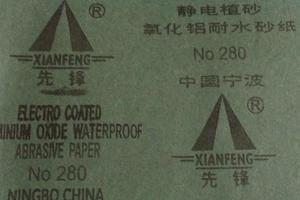 ®
XIANFENG
先 锋
ELECTRO COATED
MINIUM OXIDE WATERPROOF
ABRASIVE PAPER
No 280
NINGBO CHINA
静电植砂
氧化铝耐水砂纸
No 280
中国宁波
®
XIANFENG
先 锋